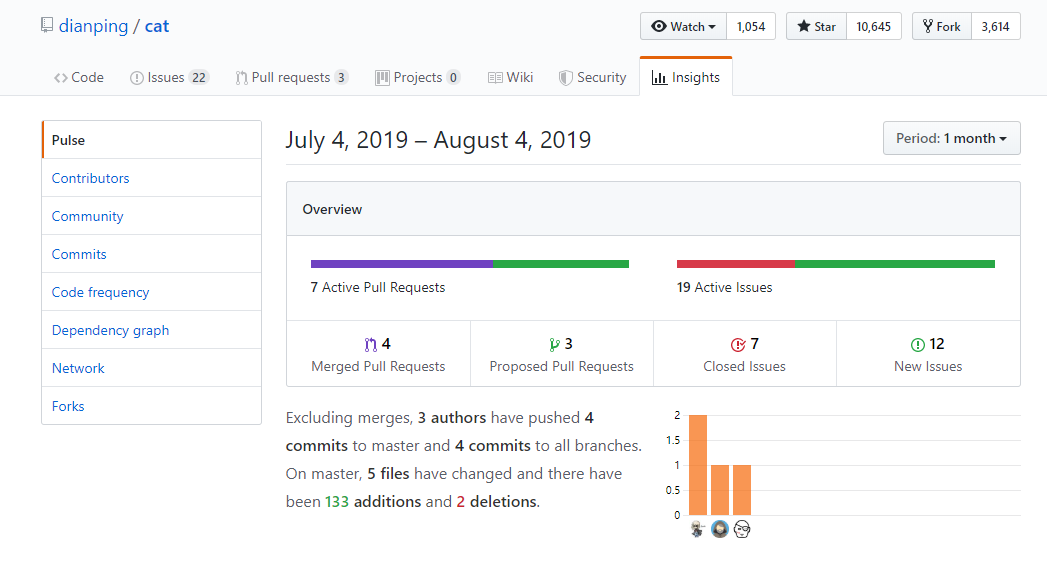 dianping / cat
Watch 1,054 Star 10,645 Fork 3,614
Code Issues 22 Pull requests 3 Projects 0 Wiki Security Insights
Pulse
Contributors
Community
Commits
Code frequency
Dependency graph
Network
Forks
July 4, 2019 – August 4, 2019
Period: 1 month
Overview
7 Active Pull Requests
19 Active Issues
4
Merged Pull Requests
3
Proposed Pull Requests
7
Closed Issues
12
New Issues
Excluding merges, 3 authors have pushed 4
commits to master and 4 commits to all branches.
On master, 5 files have changed and there have
been 133 additions and 2 deletions.
2
1.5
1
0.5
0